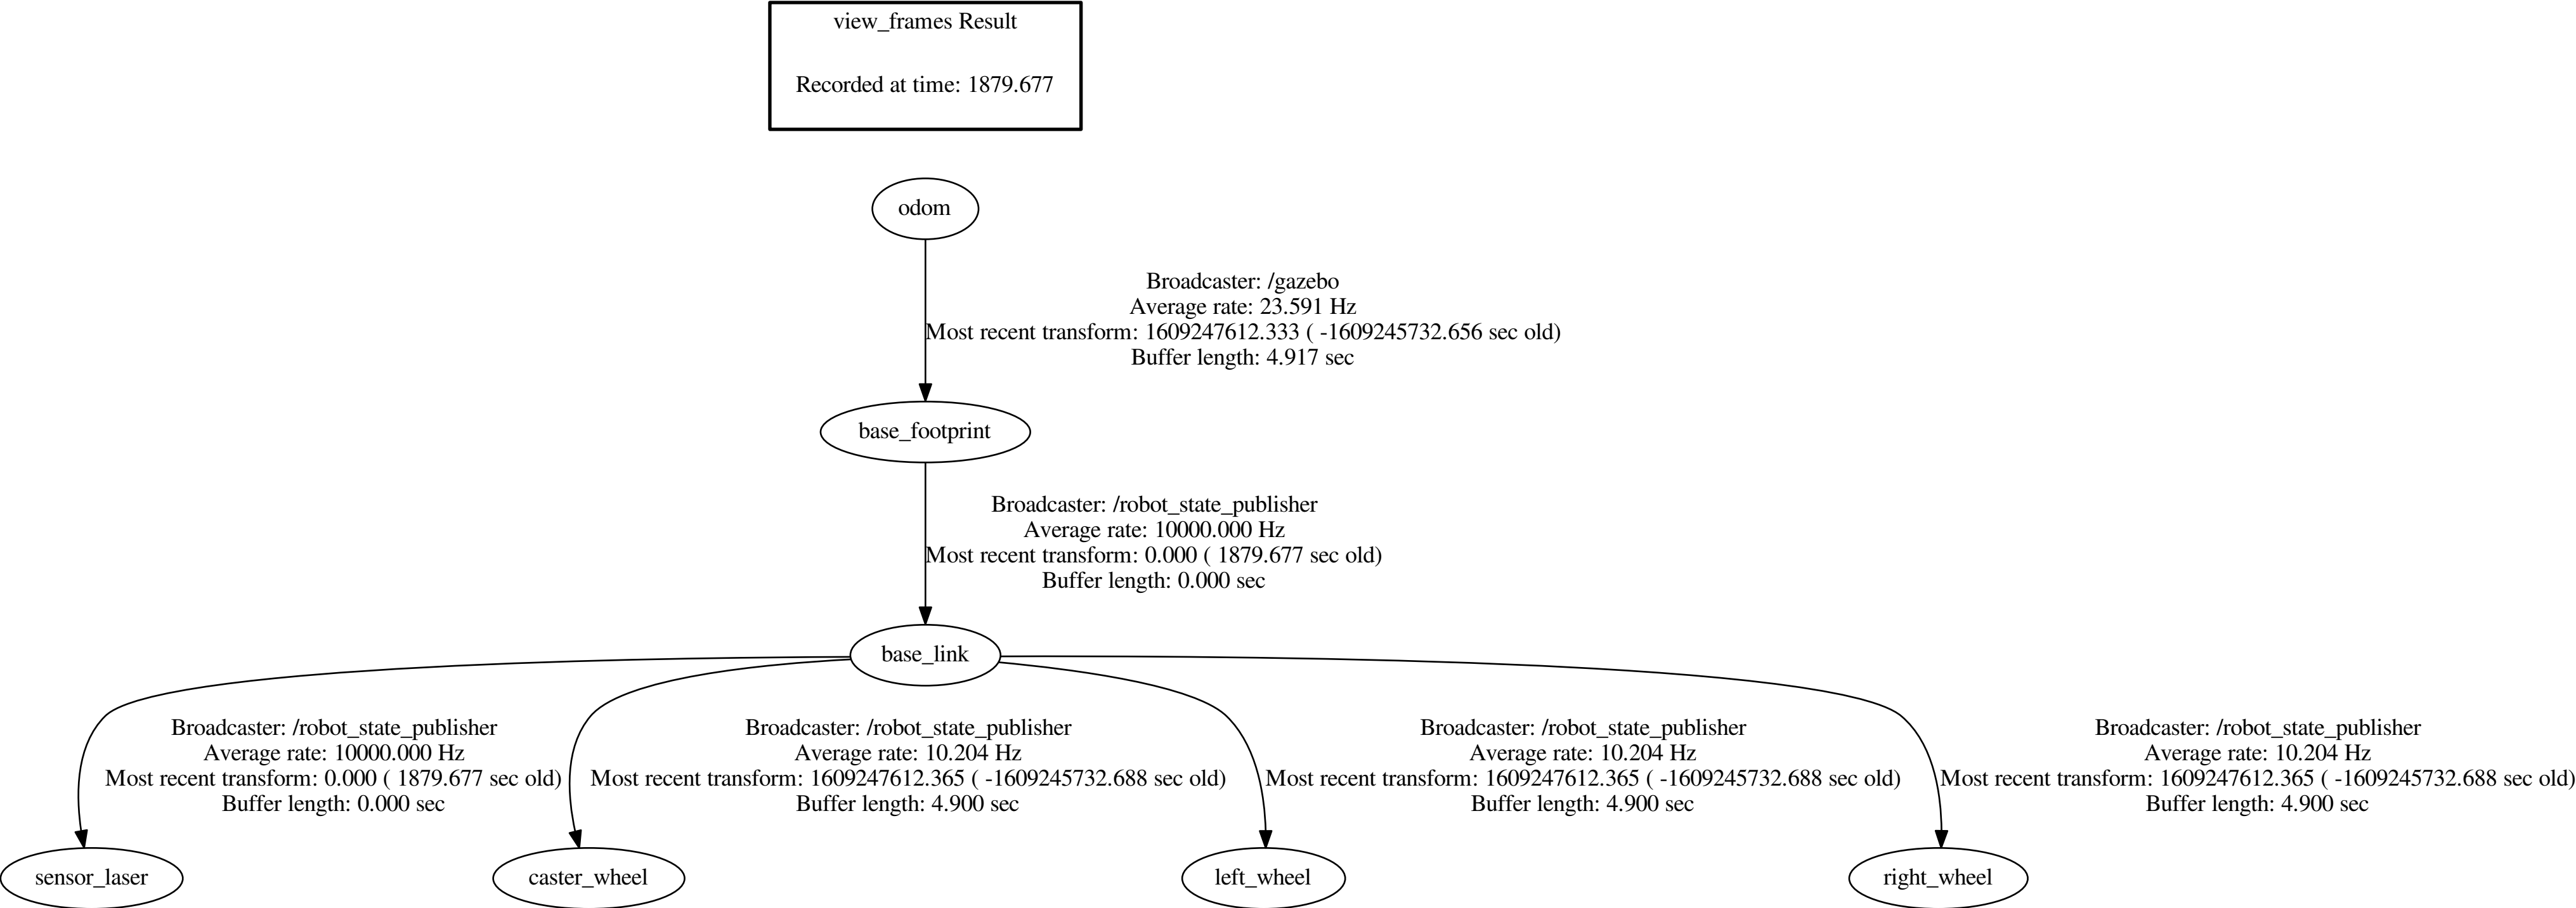 view_frames Result
Recorded at time: 1879.677
odom
Broadcaster: /gazebo
Average rate: 23.591 Hz
Most recent transform: 1609247612.333 ( -1609245732.656 sec old)
Buffer length: 4.917 sec
base_footprint
Broadcaster: /robot_state_publisher
Average rate: 10000.000 Hz
Most recent transform: 0.000 ( 1879.677 sec old)
Buffer length: 0.000 sec
base_link
Broadcaster: /robot_state_publisher
Average rate: 10000.000 Hz
Most recent transform: 0.000 ( 1879.677 sec old)
Buffer length: 0.000 sec
Broadcaster: /robot_state_publisher
Average rate: 10.204 Hz
Most recent transform: 1609247612.365 ( -1609245732.688 sec old)
Buffer length: 4.900 sec
Broadcaster: /robot_state_publisher
Average rate: 10.204 Hz
Most recent transform: 1609247612.365 ( -1609245732.688 sec old)
Buffer length: 4.900 sec
Broadcaster: /robot_state_publisher
Average rate: 10.204 Hz
Most recent transform: 1609247612.365 ( -1609245732.688 sec old)
Buffer length: 4.900 sec
sensor_laser
caster_wheel
left_wheel
right_wheel